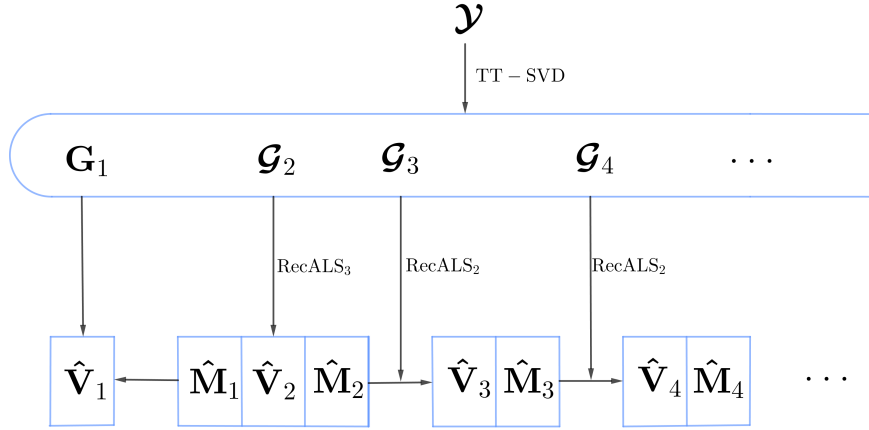 𝓨
TT − SVD
G₁ 𝓖₂ 𝓖₃ 𝓖₄ ···
RecALS₃ RecALS₂ RecALS₂
V̂₁ M̂₁ V̂₂ M̂₂ V̂₃ M̂₃ V̂₄ M̂₄ ···